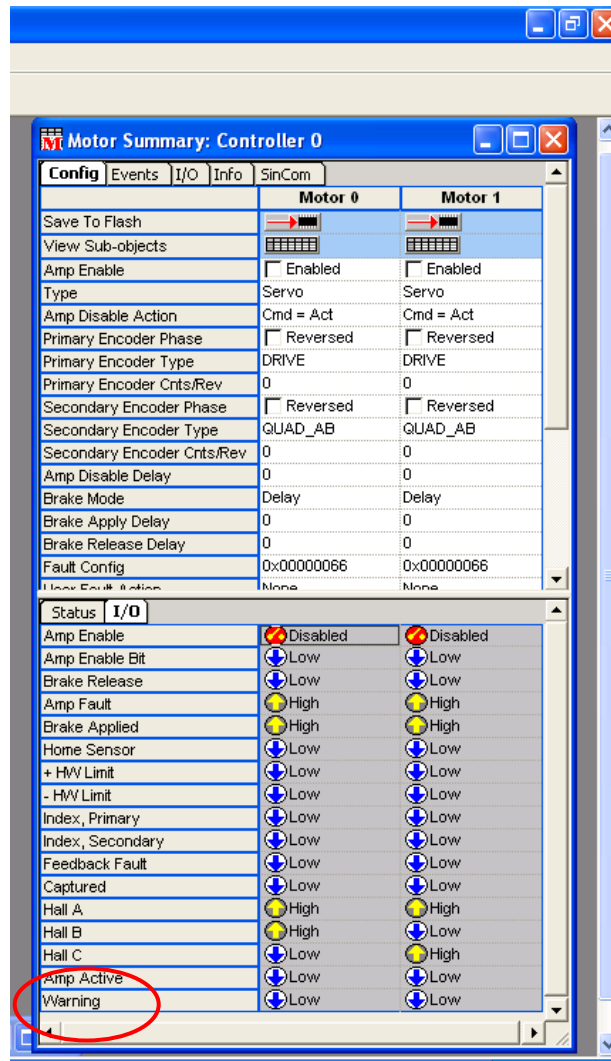 Motor Summary: Controller 0
Config Events I/O Info SinCom
Motor 0 Motor 1
Save To Flash
View Sub-objects
Amp Enable Enabled Enabled
Type Servo Servo
Amp Disable Action Cmd = Act Cmd = Act
Primary Encoder Phase Reversed Reversed
Primary Encoder Type DRIVE DRIVE
Primary Encoder Cnts/Rev 0 0
Secondary Encoder Phase Reversed Reversed
Secondary Encoder Type QUAD_AB QUAD_AB
Secondary Encoder Cnts/Rev 0 0
Amp Disable Delay 0 0
Brake Mode Delay Delay
Brake Apply Delay 0 0
Brake Release Delay 0 0
Fault Config 0x00000066 0x00000066
User Fault Action None None
Status I/O
Amp Enable Disabled Disabled
Amp Enable Bit Low Low
Brake Release Low Low
Amp Fault High High
Brake Applied High High
Home Sensor Low Low
+ HW Limit Low Low
- HW Limit Low Low
Index, Primary Low Low
Index, Secondary Low Low
Feedback Fault Low Low
Captured Low Low
Hall A High High
Hall B High Low
Hall C Low High
Amp Active Low Low
Warning Low Low